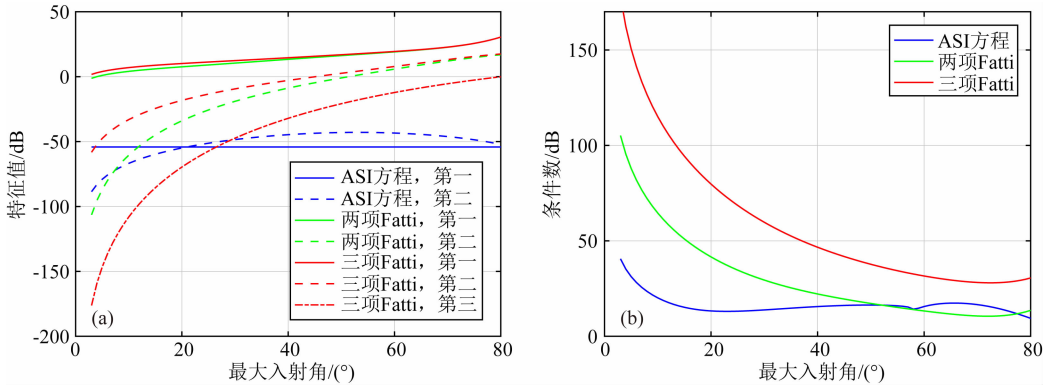 50
0
-50
-100
-150
-200
0
20
40
60
80
特征值/dB
最大入射角/(°)
(a)
ASI方程，第一
ASI方程，第二
两项Fatti，第一
两项Fatti，第二
三项Fatti，第一
三项Fatti，第二
三项Fatti，第三
150
100
50
0
0
20
40
60
80
条件数/dB
最大入射角/(°)
(b)
ASI方程
两项Fatti
三项Fatti